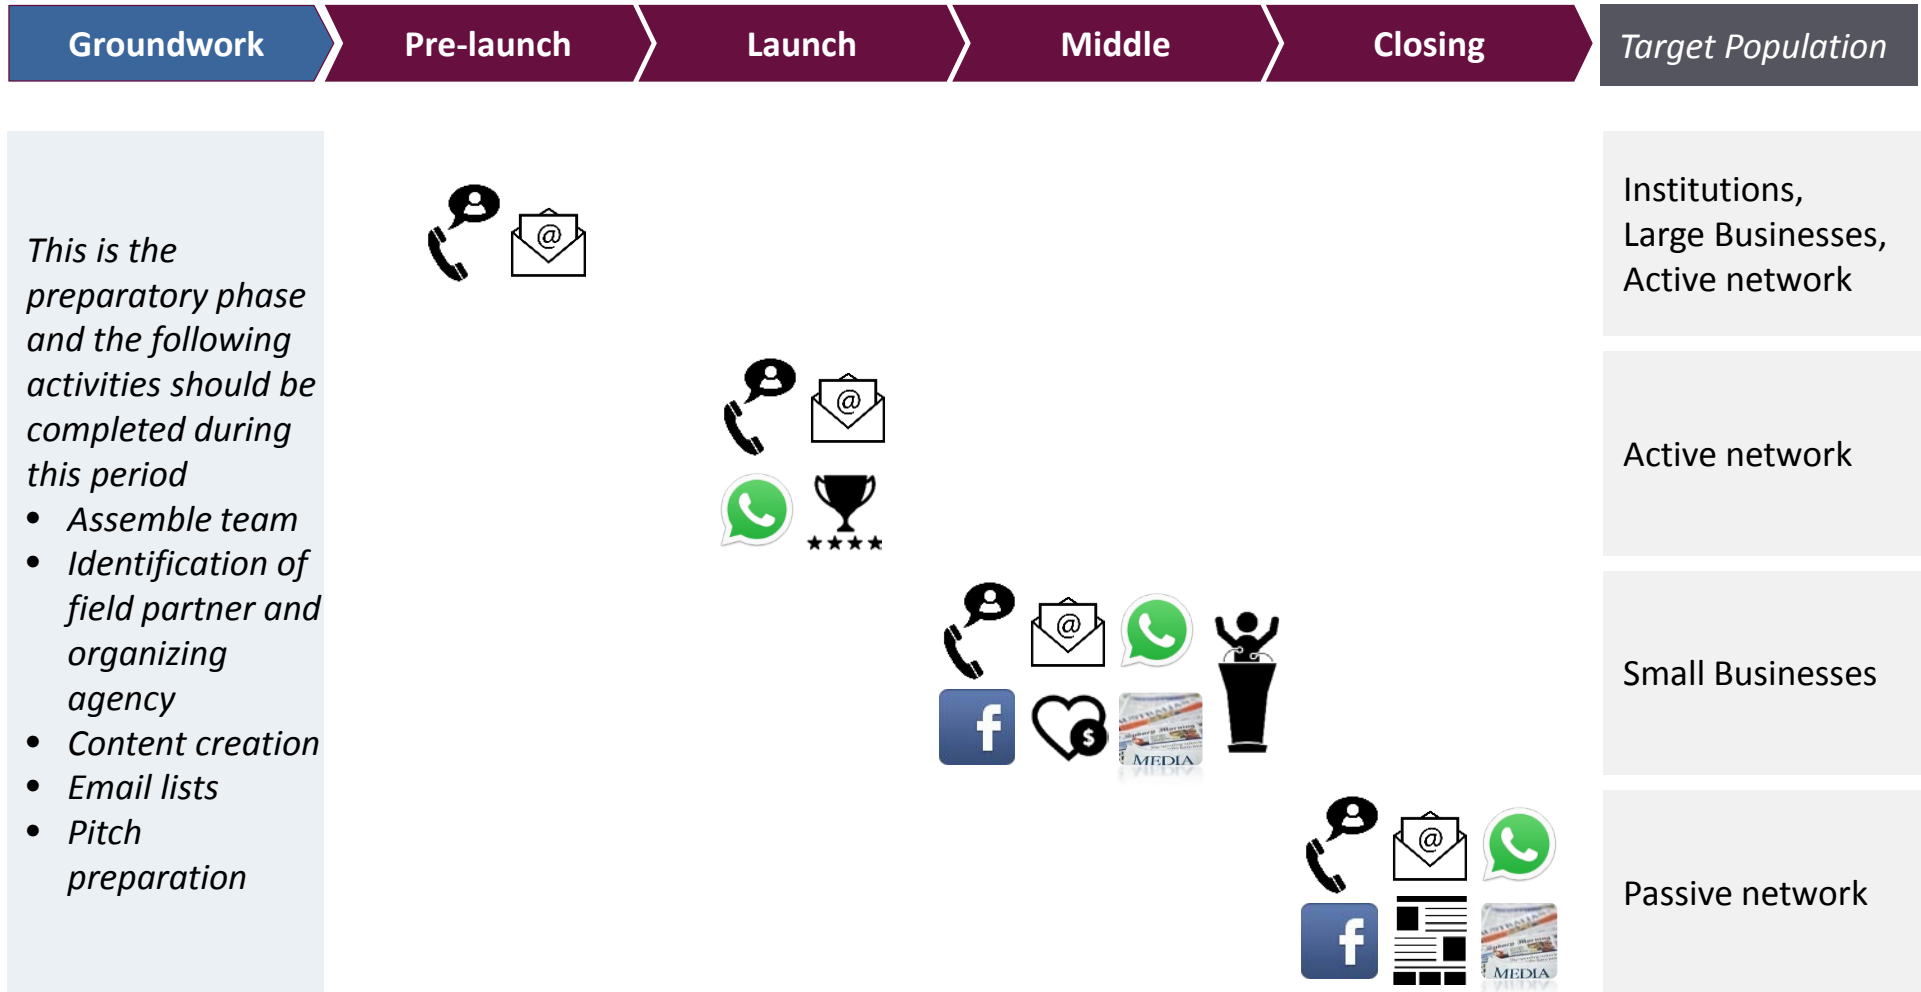 Groundwork
Pre-launch
Launch
Middle
Closing
Target Population
This is the
preparatory phase
and the following
activities should be
completed during
this period
• Assemble team
• Identification of
field partner and
organizing
agency
• Content creation
• Email lists
• Pitch
preparation
@
Institutions,
Large Businesses,
Active network
@
Active network
@
f
$
MEDIA
Small Businesses
@
f
MEDIA
Passive network